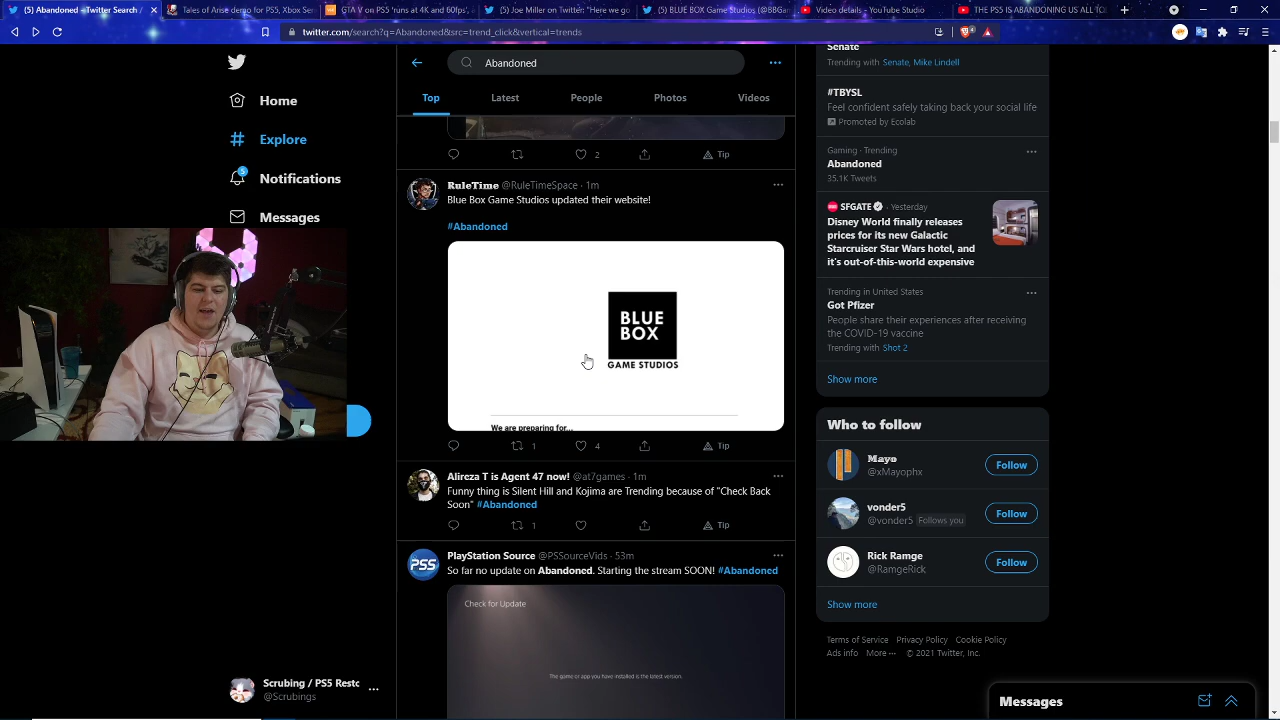 (5) Abandoned - Twitter Search /
Tales of Arise demo for PS5, Xbox Seri
GTA V on PS5 'runs at 4K and 60fps',
(5) Jim Dotter on Twitter: "Here we g
(5) BLUE BOX Game Studios (@BBGa
Video details - YouTube Studio
THE PS5 IS ABANDONING US ALL TO
twitter.com/search?q=Abandoned&src=trend_click&vertical=trends
Home
Explore
5
Notifications
Messages
Scrubing / PS5 Restc
@Scrubings
Abandoned
Top
Latest
People
Photos
Videos
2
Tip
RuleTime @RuleTimeSpace · 1m
Blue Box Game Studios updated their website!
#Abandoned
BLUE
BOX
GAME STUDIOS
We are preparing for...
1
4
Tip
Alireza T is Agent 47 now! @at7games · 1m
Funny thing is Silent Hill and Kojima are Trending because of "Check Back
Soon" #Abandoned
1
Tip
PlayStation Source @PSSourceVids · 53m
PSS
So far no update on Abandoned. Starting the stream SOON! #Abandoned
Check for Update
The game or app you have installed is the latest version.
Senate
Trending with Senate, Mike Lindell
#TBYSL
Feel confident safely taking back your social life
Promoted by Ecolab
Gaming · Trending
Abandoned
35.1K Tweets
SFGATE · Yesterday
Disney World finally releases
prices for its new Galactic
Starcruiser Star Wars hotel, and
it's out-of-this-world expensive
Trending in United States
Got Pfizer
People share their experiences after receiving
the COVID-19 vaccine
Trending with Shot 2
Show more
Who to follow
Mayo
@xMayophx
Follow
vonder5
@vonder5 Follows you
Follow
Rick Ramge
@RamgeRick
Follow
Show more
Terms of Service Privacy Policy Cookie Policy
Ads info More ··· © 2021 Twitter, Inc.
Messages